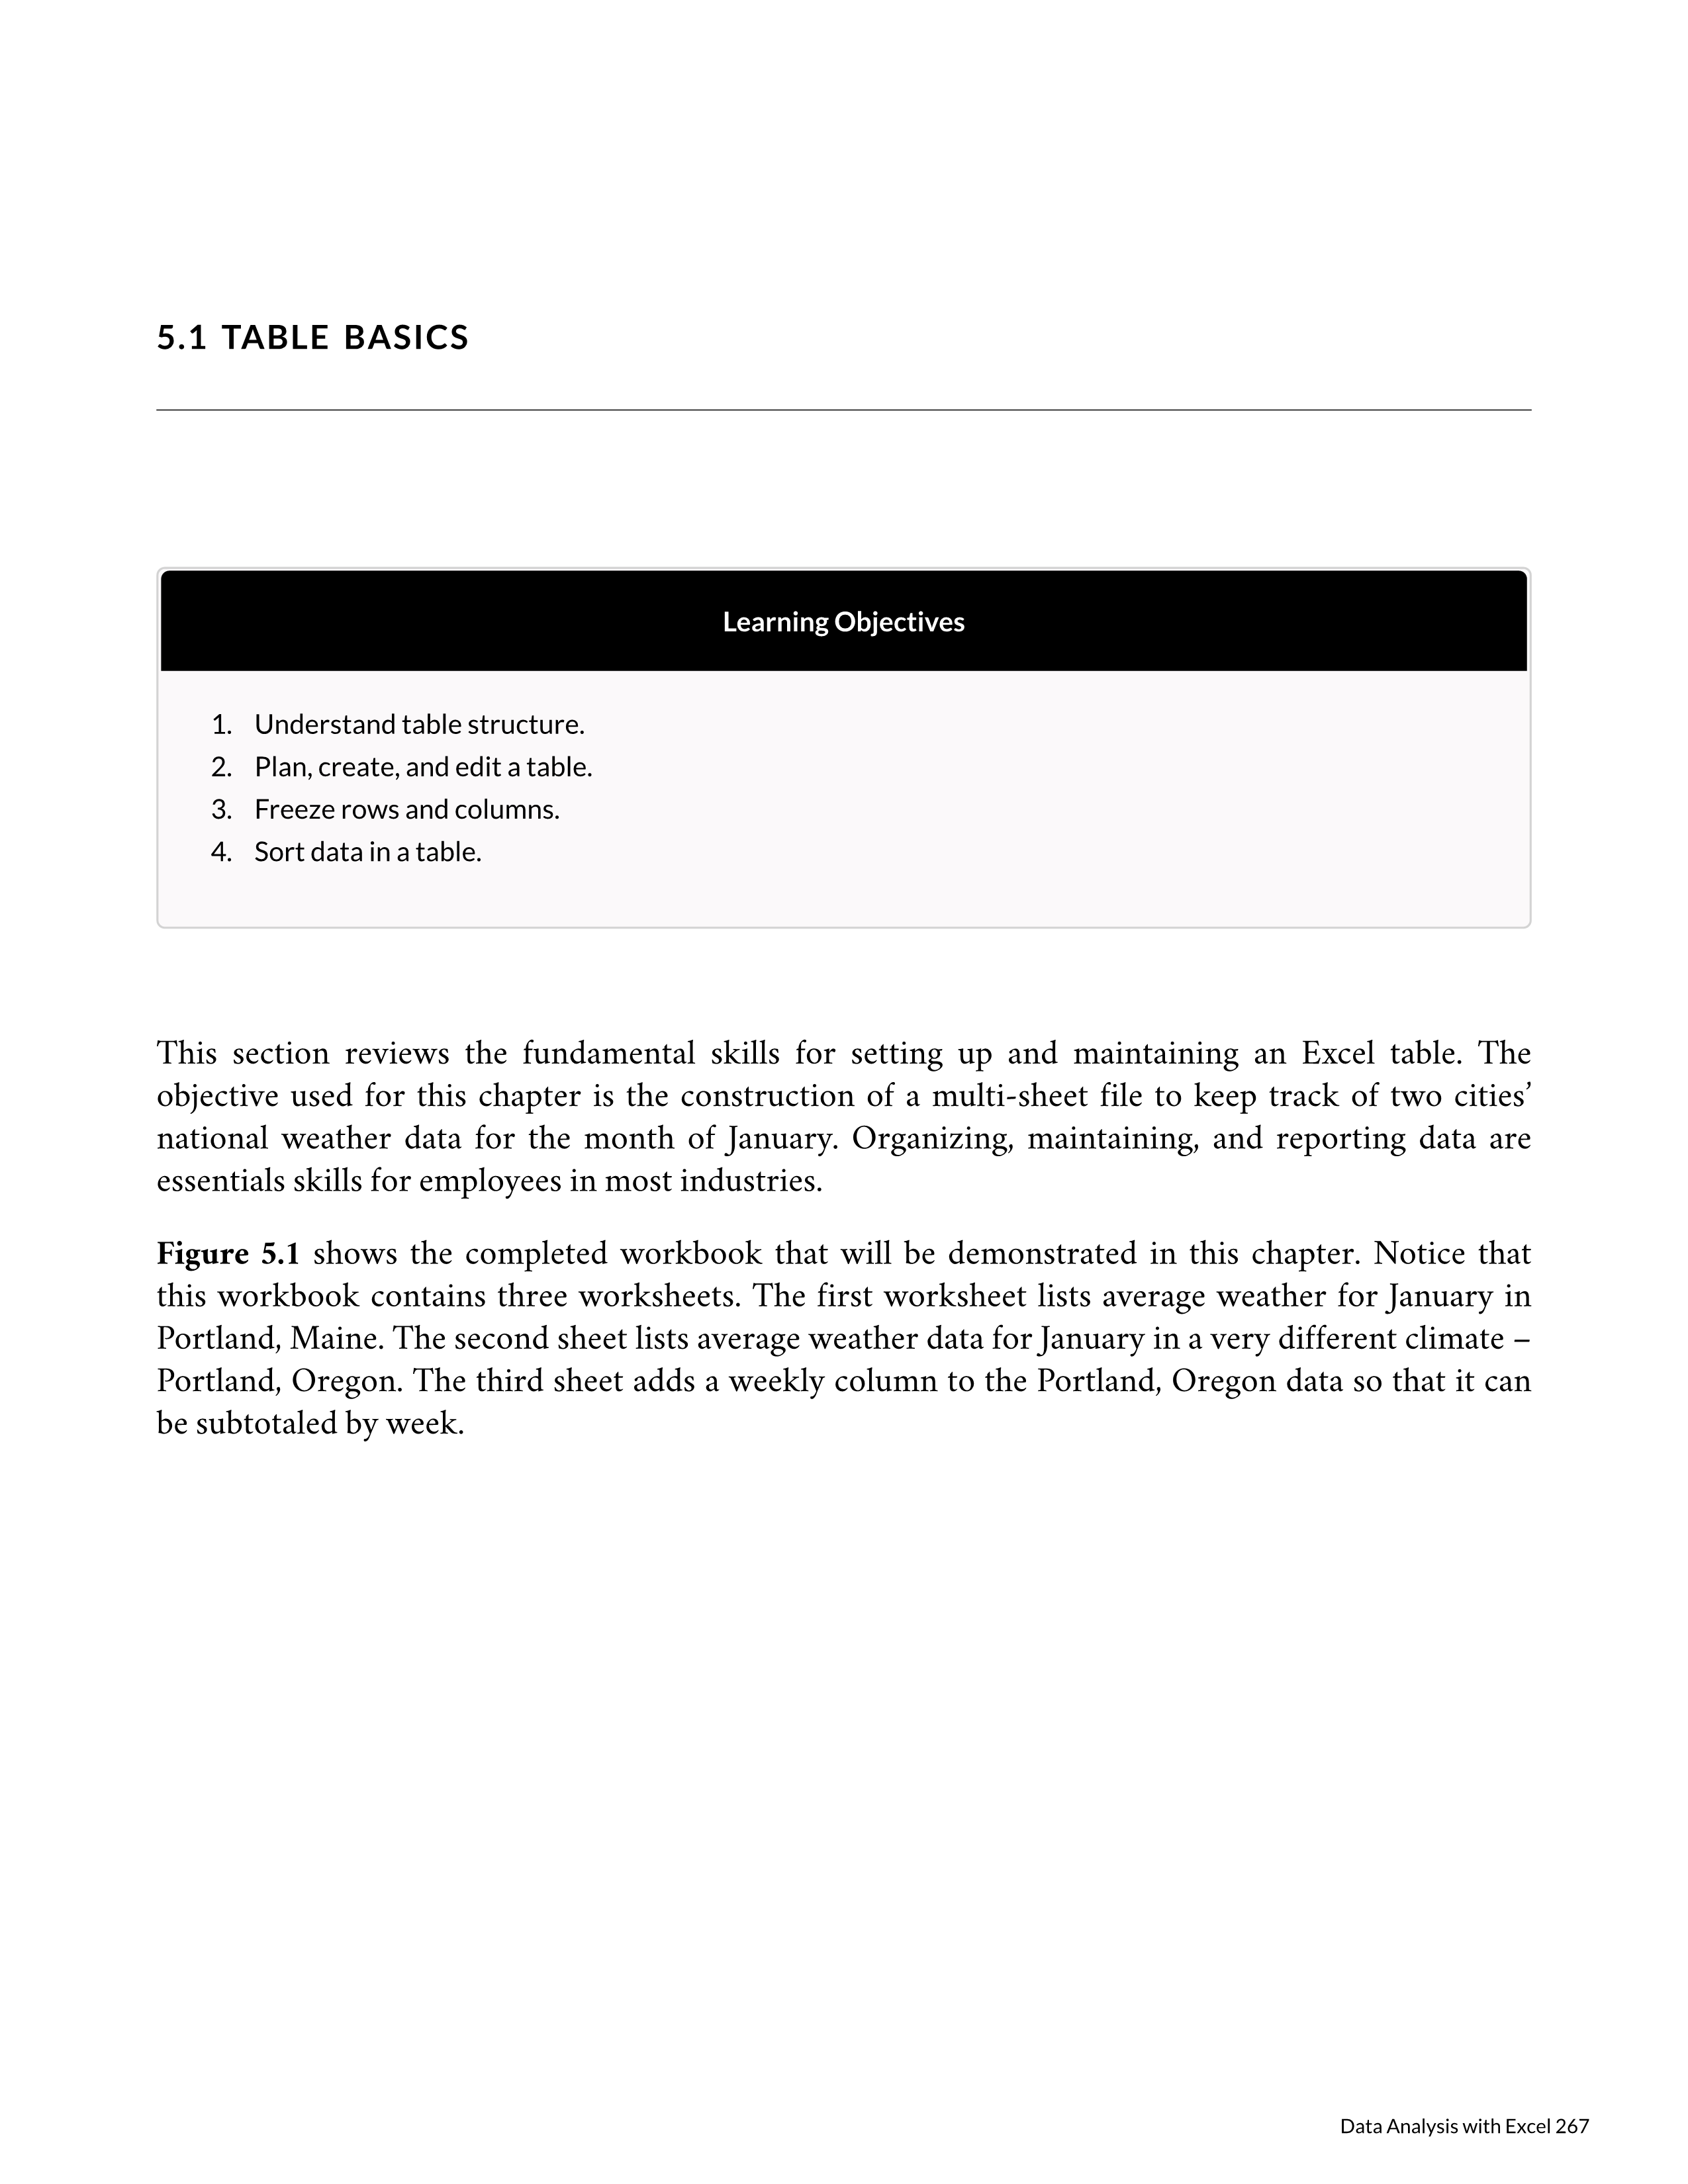 5.1 TABLE BASICS
Learning Objectives
1. Understand table structure.
2. Plan, create, and edit a table.
3. Freeze rows and columns.
4. Sort data in a table.
This section reviews the fundamental skills for setting up and maintaining an Excel table. The
objective used for this chapter is the construction of a multi-sheet file to keep track of two cities’
national weather data for the month of January. Organizing, maintaining, and reporting data are
essentials skills for employees in most industries.
Figure 5.1 shows the completed workbook that will be demonstrated in this chapter. Notice that
this workbook contains three worksheets. The first worksheet lists average weather for January in
Portland, Maine. The second sheet lists average weather data for January in a very different climate –
Portland, Oregon. The third sheet adds a weekly column to the Portland, Oregon data so that it can
be subtotaled by week.
Data Analysis with Excel 267